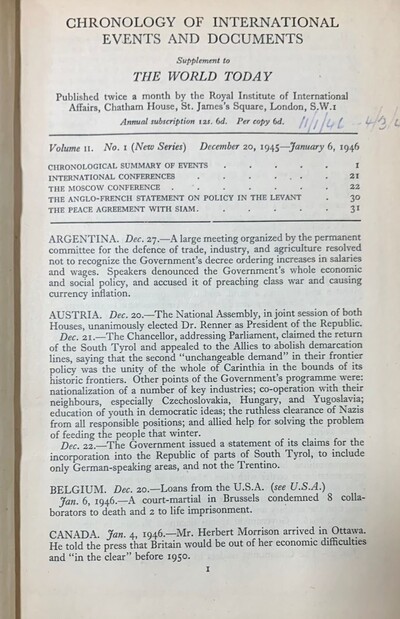 CHRONOLOGY OF INTERNATIONAL
EVENTS AND DOCUMENTS
Supplement to
THE WORLD TODAY
Published twice a month by the Royal Institute of International
Affairs, Chatham House, St. James's Square, London, S.W.1
Annual subscription 12s. 6d. Per copy 6d.
Volume II. No. 1 (New Series) December 20, 1945—January 6, 1946
CHRONOLOGICAL SUMMARY OF EVENTS . . . . . 1
INTERNATIONAL CONFERENCES . . . . . . 21
THE MOSCOW CONFERENCE . . . . . . . 22
THE ANGLO-FRENCH STATEMENT ON POLICY IN THE LEVANT . 30
THE PEACE AGREEMENT WITH SIAM. . . . . . 31
ARGENTINA. Dec. 27.—A large meeting organized by the permanent
committee for the defence of trade, industry, and agriculture resolved
not to recognize the Government's decree ordering increases in salaries
and wages. Speakers denounced the Government's whole economic
and social policy, and accused it of preaching class war and causing
currency inflation.
AUSTRIA. Dec. 20.—The National Assembly, in joint session of both
Houses, unanimously elected Dr. Renner as President of the Republic.
Dec. 21.—The Chancellor, addressing Parliament, claimed the return
of the South Tyrol and appealed to the Allies to abolish demarcation
lines, saying that the second "unchangeable demand" in their frontier
policy was the unity of the whole of Carinthia in the bounds of its
historic frontiers. Other points of the Government's programme were:
nationalization of a number of key industries; co-operation with their
neighbours, especially Czechoslovakia, Hungary, and Yugoslavia;
education of youth in democratic ideas; the ruthless clearance of Nazis
from all responsible positions; and allied help for solving the problem
of feeding the people that winter.
Dec. 22.—The Government issued a statement of its claims for the
incorporation into the Republic of parts of South Tyrol, to include
only German-speaking areas, and not the Trentino.
BELGIUM. Dec. 20.—Loans from the U.S.A. (see U.S.A.)
Jan. 6, 1946.—A court-martial in Brussels condemned 8 colla-
borators to death and 2 to life imprisonment.
CANADA. Jan. 4, 1946.—Mr. Herbert Morrison arrived in Ottawa.
He told the press that Britain would be out of her economic difficulties
and "in the clear" before 1950.
1